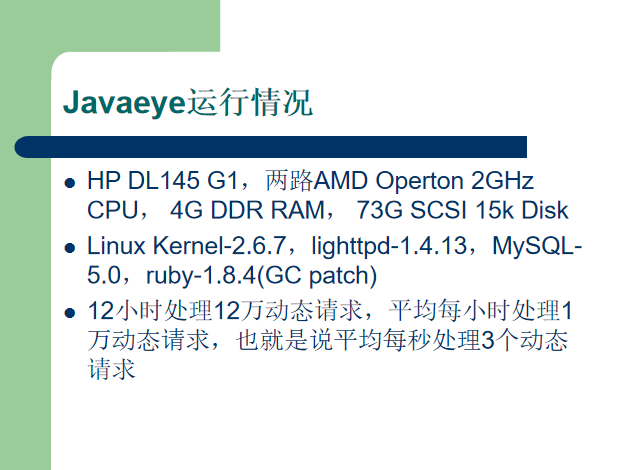 Javaeye运行情况
HP DL145 G1，两路AMD Operton 2GHz
CPU， 4G DDR RAM， 73G SCSI 15k Disk
Linux Kernel-2.6.7，lighttpd-1.4.13，MySQL-
5.0，ruby-1.8.4(GC patch)
12小时处理12万动态请求，平均每小时处理1
万动态请求，也就是说平均每秒处理3个动态
请求